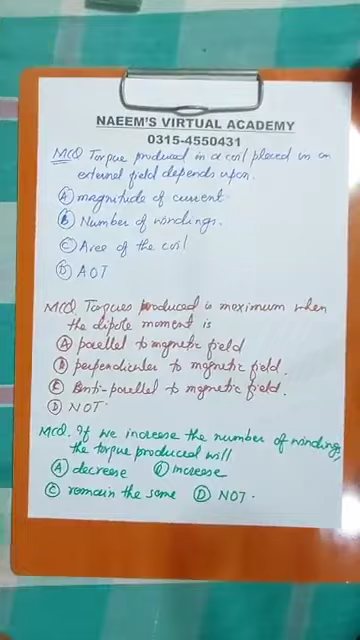 NAEEM'S VIRTUAL ACADEMY
0315-4550431
MCQ Torque produced in a coil placed in an
external field depends upon.
(A) magnitude of current
(B) Number of windings.
(C) Area of the coil
(D) AOT
MCQ. Torques produced is maximum when
the dipole moment is
(A) parallel to magnetic field
(B) perpendicular to magnetic field.
(C) Anti-parallel to magnetic field.
(D) NOT.
MCQ. If we increase the number of windings,
the torque produced will
(A) decrease (B) increase
(C) remain the same (D) NOT.